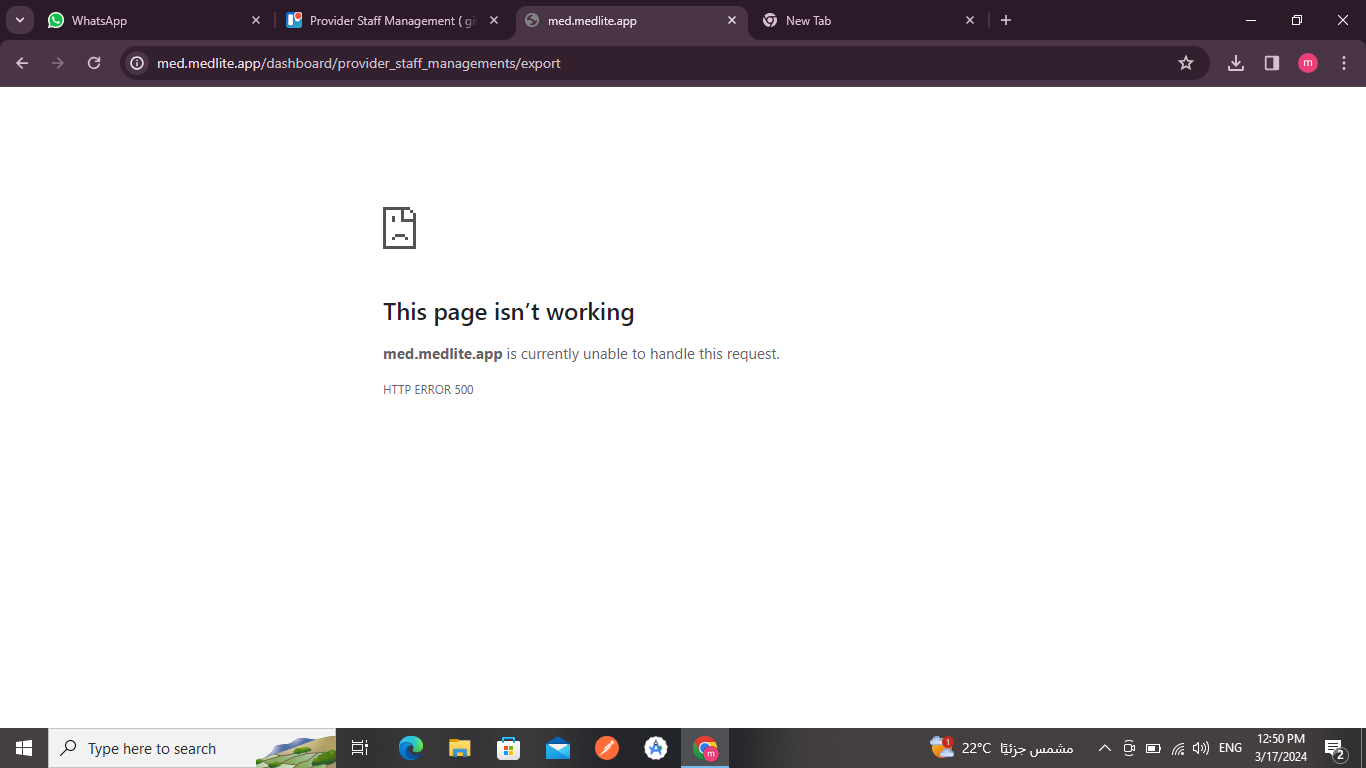 WhatsApp
Provider Staff Management ( gi
med.medlite.app
New Tab
med.medlite.app/dashboard/provider_staff_managements/export
m
This page isn't working
med.medlite.app is currently unable to handle this request.
HTTP ERROR 500
Type here to search
m
1
22°C مشمس جزئيًا
ENG
12:50 PM
3/17/2024
2